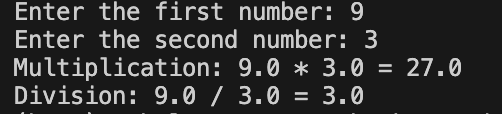 Enter the first number: 9
Enter the second number: 3
Multiplication: 9.0 * 3.0 = 27.0
Division: 9.0 / 3.0 = 3.0